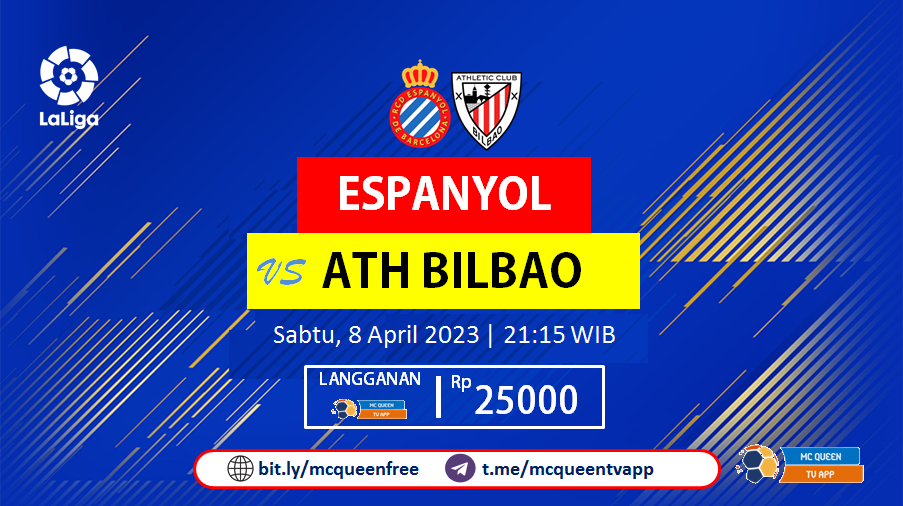 LaLiga
RCD ESPANYOL
DE BARCELONA
ATHLETIC CLUB
BILBAO
ESPANYOL
VS ATH BILBAO
Sabtu, 8 April 2023 | 21:15 WIB
LANGGANAN
MC QUEEN
TV APP
Rp 25000
bit.ly/mcqueenfree
t.me/mcqueentvapp
MC QUEEN
TV APP